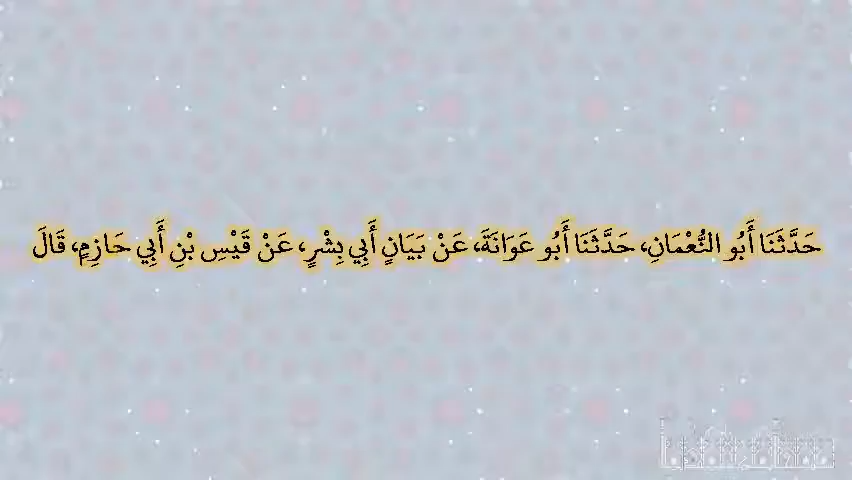 حَدَّثَنَا أَبُو النُّعْمَانِ، حَدَّثَنَا أَبُو عَوَانَةَ، عَنْ بَيَانٍ أَبِي بِشْرٍ، عَنْ قَيْسِ بْنِ أَبِي حَازِمٍ، قَالَ